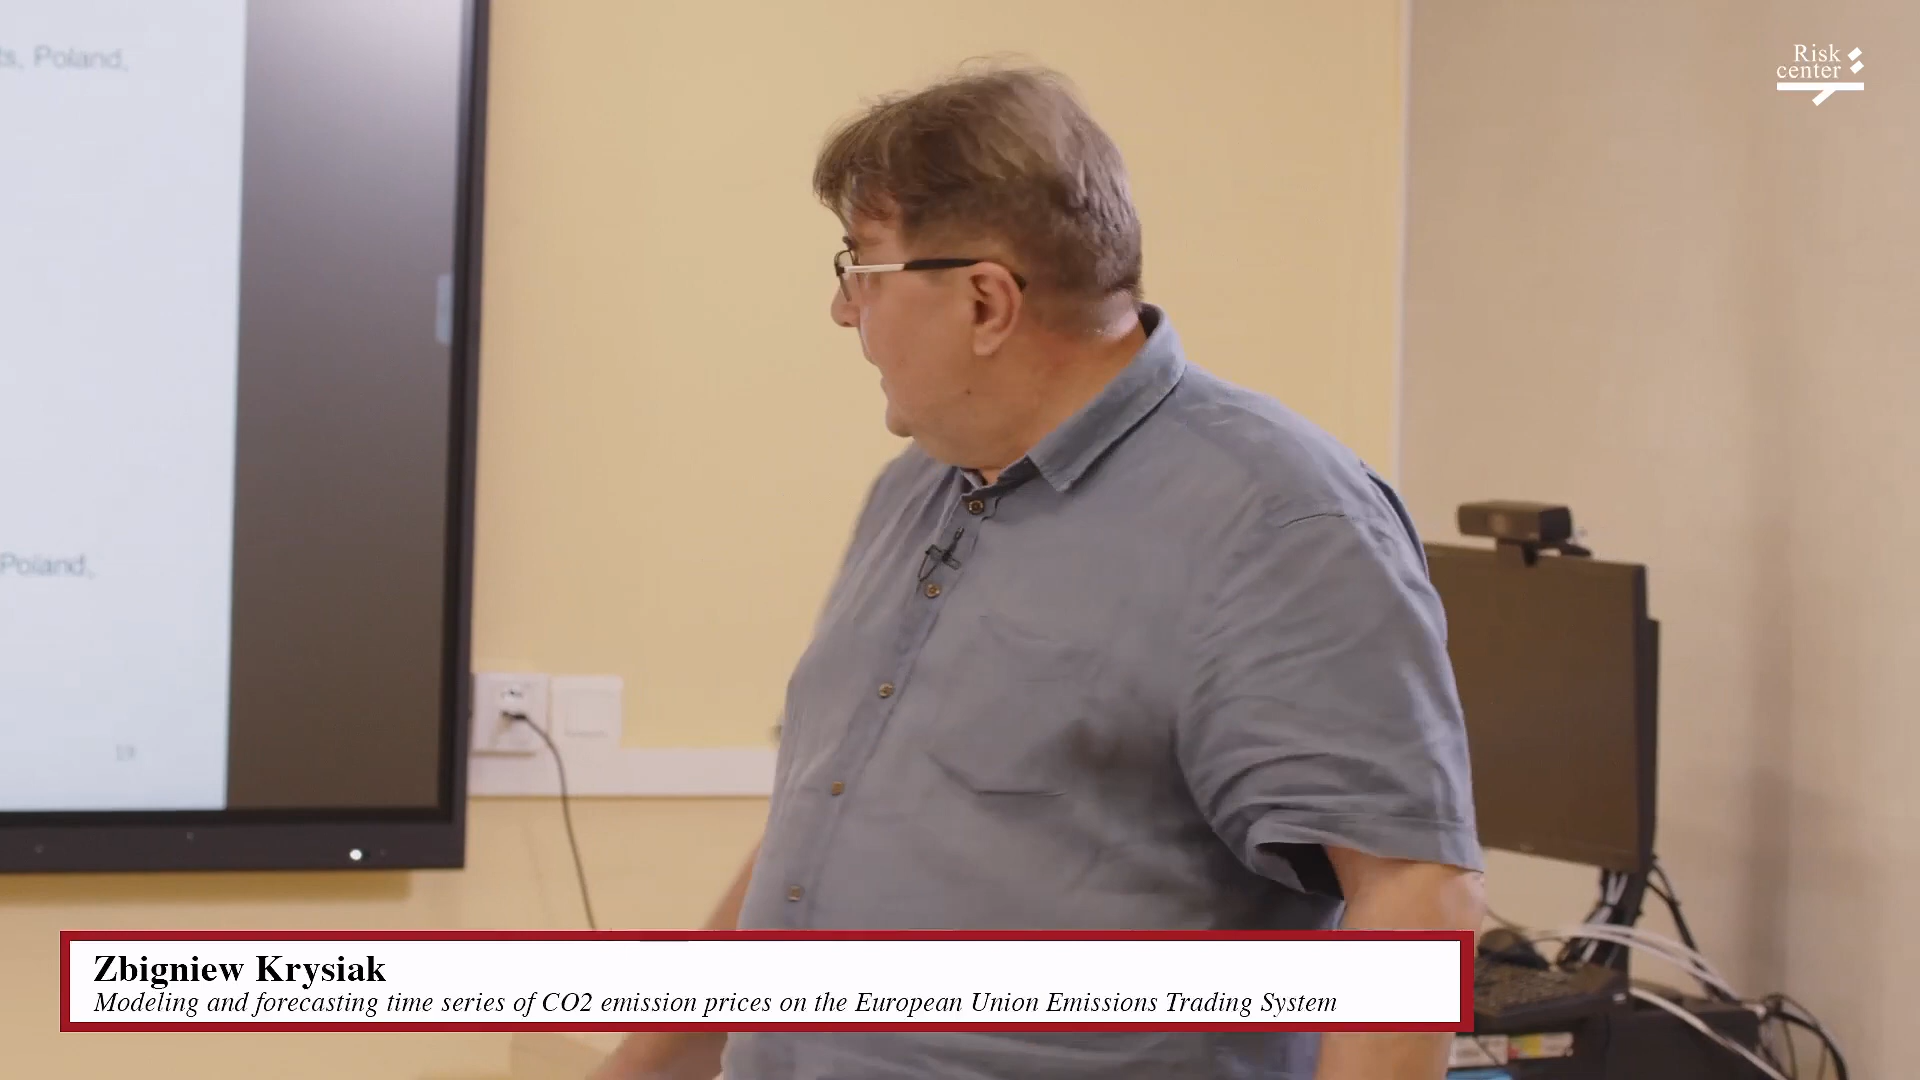 Poland,
Risk
center
Poland,
19
Zbigniew Krysiak
Modeling and forecasting time series of CO2 emission prices on the European Union Emissions Trading System